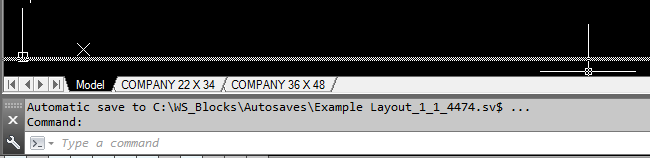 Model COMPANY 22 X 34 COMPANY 36 X 48
Automatic save to C:\WS_Blocks\Autosaves\Example Layout_1_1_4474.sv$ ...
Command:
Type a command